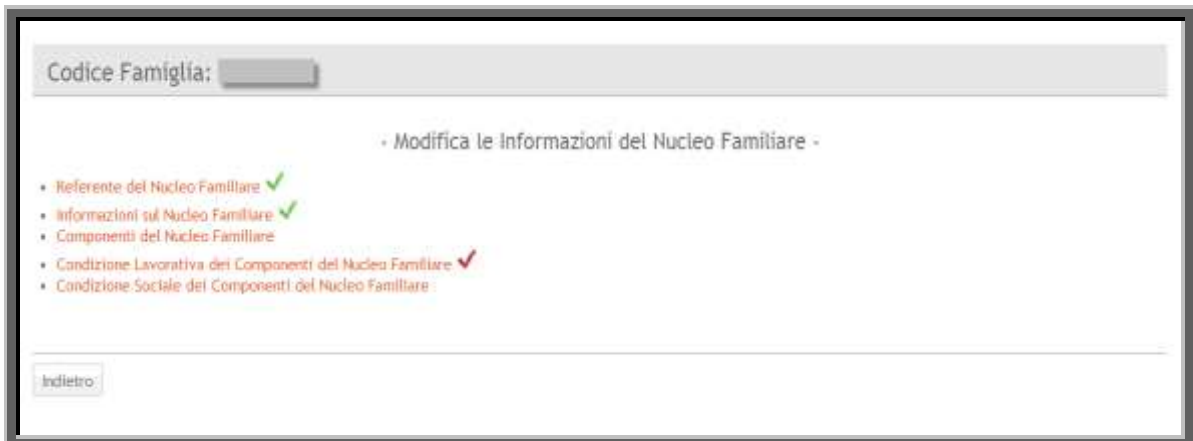 Codice Famiglia:
- Modifica le Informazioni del Nucleo Familiare -
• Referente del Nucleo Familiare
• Informazioni sul Nucleo Familiare
• Componenti del Nucleo Familiare
• Condizione Lavorativa dei Componenti del Nucleo Familiare
• Condizione Sociale dei Componenti del Nucleo Familiare
Indietro